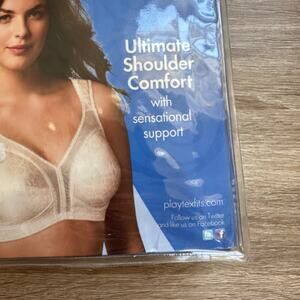 Ultimate
Shoulder
Comfort
with
sensational
support
playtexfits.com
Follow us on Twitter
and like us on Facebook